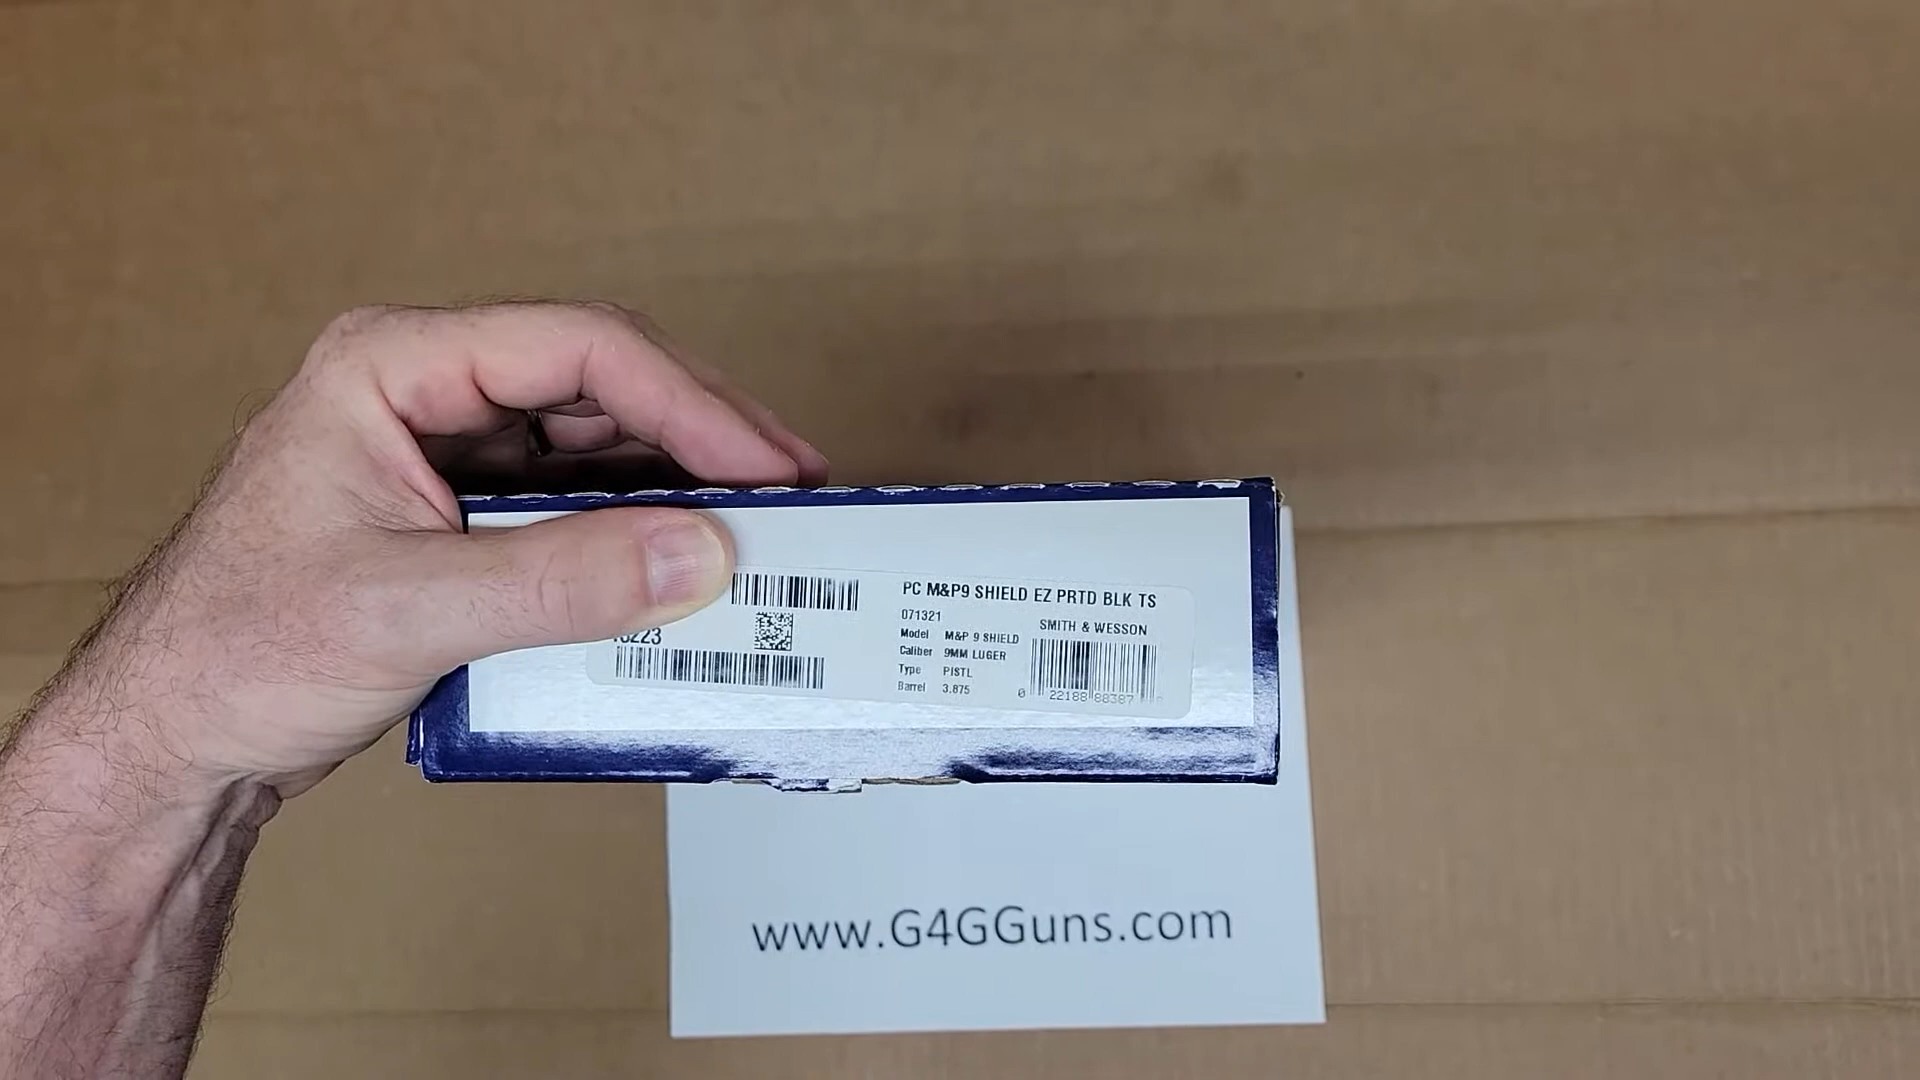 PC M&P9 SHIELD EZ PRTD BLK TS
071321
SMITH & WESSON
Model M&P 9 SHIELD
Caliber 9MM LUGER
Type PISTL
Barrel 3.875
0 22188 88387
www.G4GGuns.com